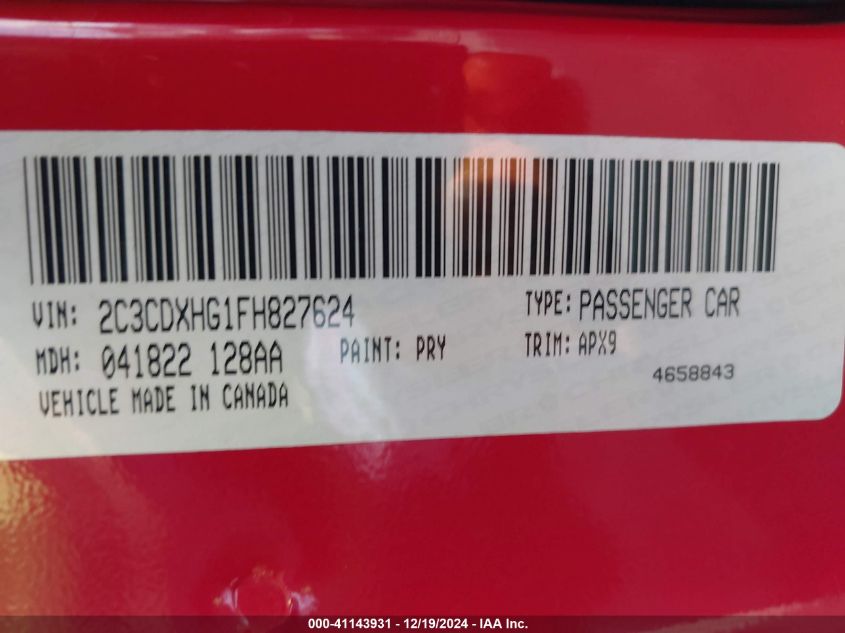 VIN: 2C3CDXHG1FH827624 TYPE: PASSENGER CAR
MDH: 041822 128AA PAINT: PRY TRIM: APX9
VEHICLE MADE IN CANADA 4658843
000-41143931 - 12/19/2024 - IAA Inc.